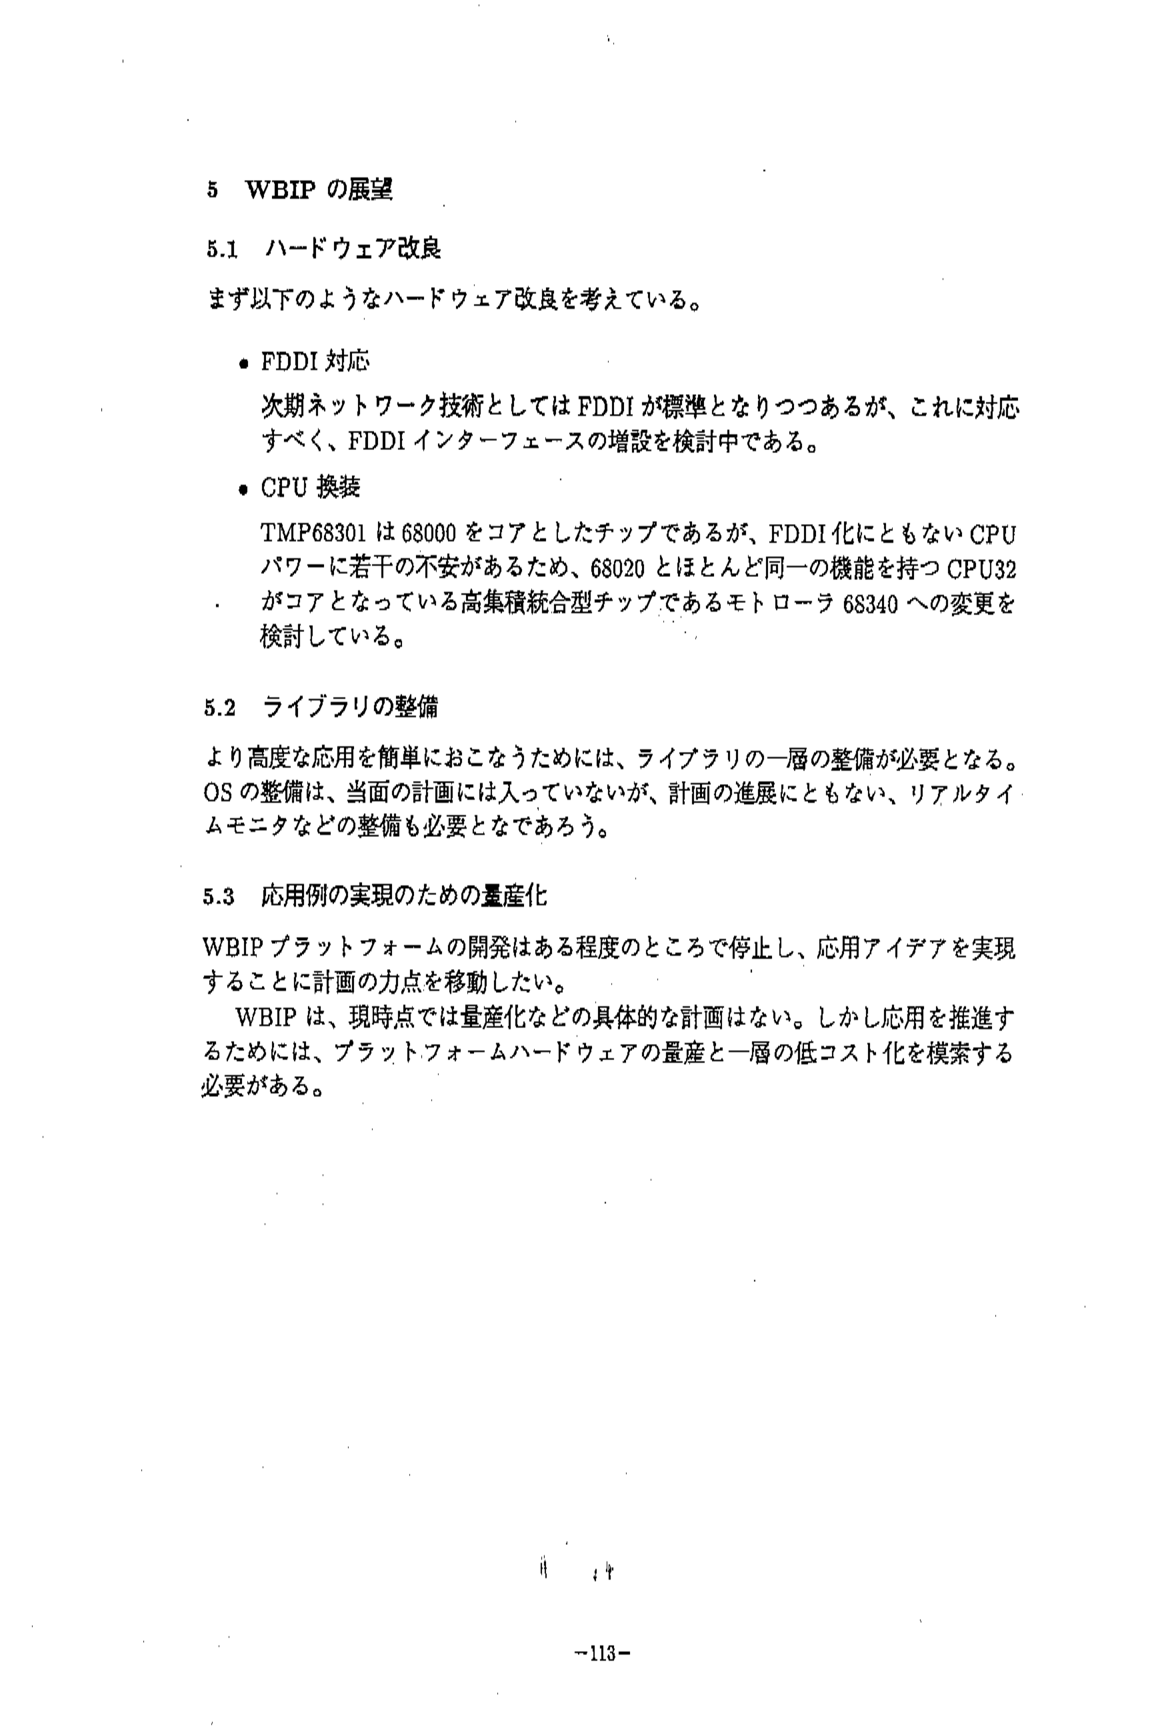 5 WBIP の展望
5.1 ハードウェア改良
まず以下のようなハードウェア改良を考えている。
• FDDI 対応
次期ネットワーク技術としては FDDI が標準となりつつあるが、これに対応
すべく、FDDI インターフェースの増設を検討中である。
• CPU 換装
TMP68301 は 68000 をコアとしたチップであるが、FDDI 化にともない CPU
パワーに若干の不安があるため、68020 とほとんど同一の機能を持つ CPU32
がコアとなっている高集積統合型チップであるモトローラ 68340 への変更を
検討している。
5.2 ライブラリの整備
より高度な応用を簡単におこなうためには、ライブラリの一層の整備が必要となる。
OS の整備は、当面の計画には入っていないが、計画の進展にともない、リアルタイ
ムモニタなどの整備も必要となであろう。
5.3 応用例の実現のための量産化
WBIP プラットフォームの開発はある程度のところで停止し、応用アイデアを実現
することに計画の力点を移動したい。
WBIP は、現時点では量産化などの具体的な計画はない。しかし応用を推進す
るためには、プラットフォームハードウェアの量産と一層の低コスト化を模索する
必要がある。
−113−